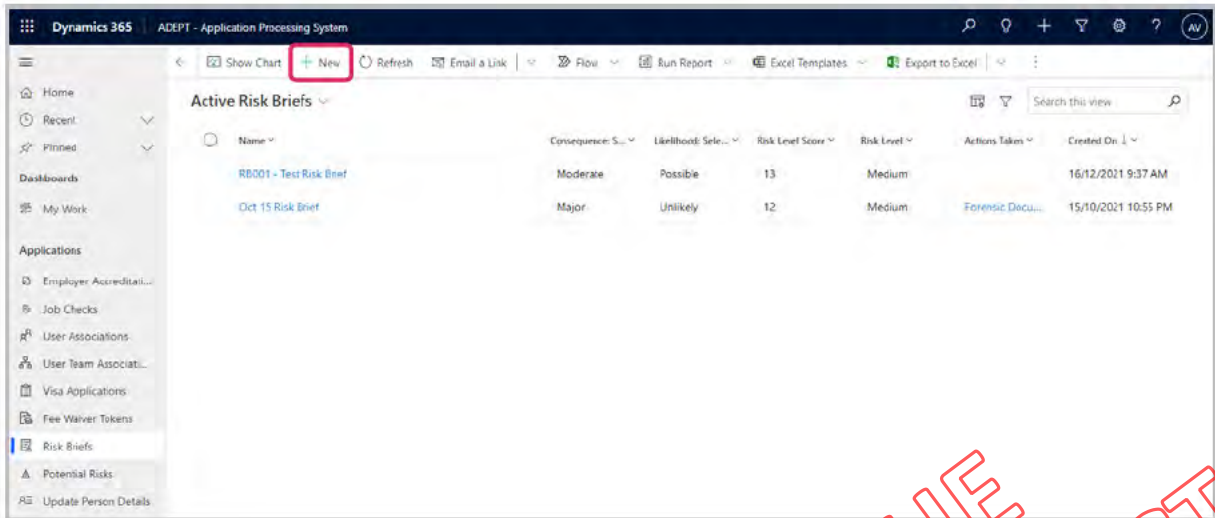 Dynamics 365 ADEPT - Application Processing System AV
Show Chart New Refresh Email a Link Flow Run Report Excel Templates Export to Excel
Home
Active Risk Briefs Search this view
Recent
Name Consequence: S... Likelihood: Sele... Risk Level Score Risk Level Actions Taken Created On
Pinned
RB001 - Test Risk Brief Moderate Possible 13 Medium 16/12/2021 9:37 AM
Dashboards
Oct 15 Risk Brief Major Unlikely 12 Medium Forensic Docu... 15/10/2021 10:55 PM
My Work
Applications
Employer Accreditati...
Job Checks
User Associations
User Team Associati...
Visa Applications
Fee Waiver Tokens
Risk Briefs
Potential Risks
Update Person Details